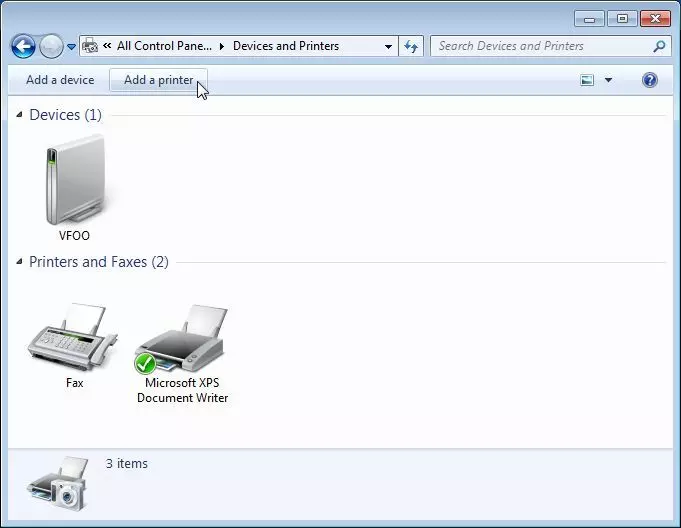 « All Control Pane... Devices and Printers
Search Devices and Printers
Add a device Add a printer
Devices (1)
VFOO
Printers and Faxes (2)
Fax
Microsoft XPS
Document Writer
3 items